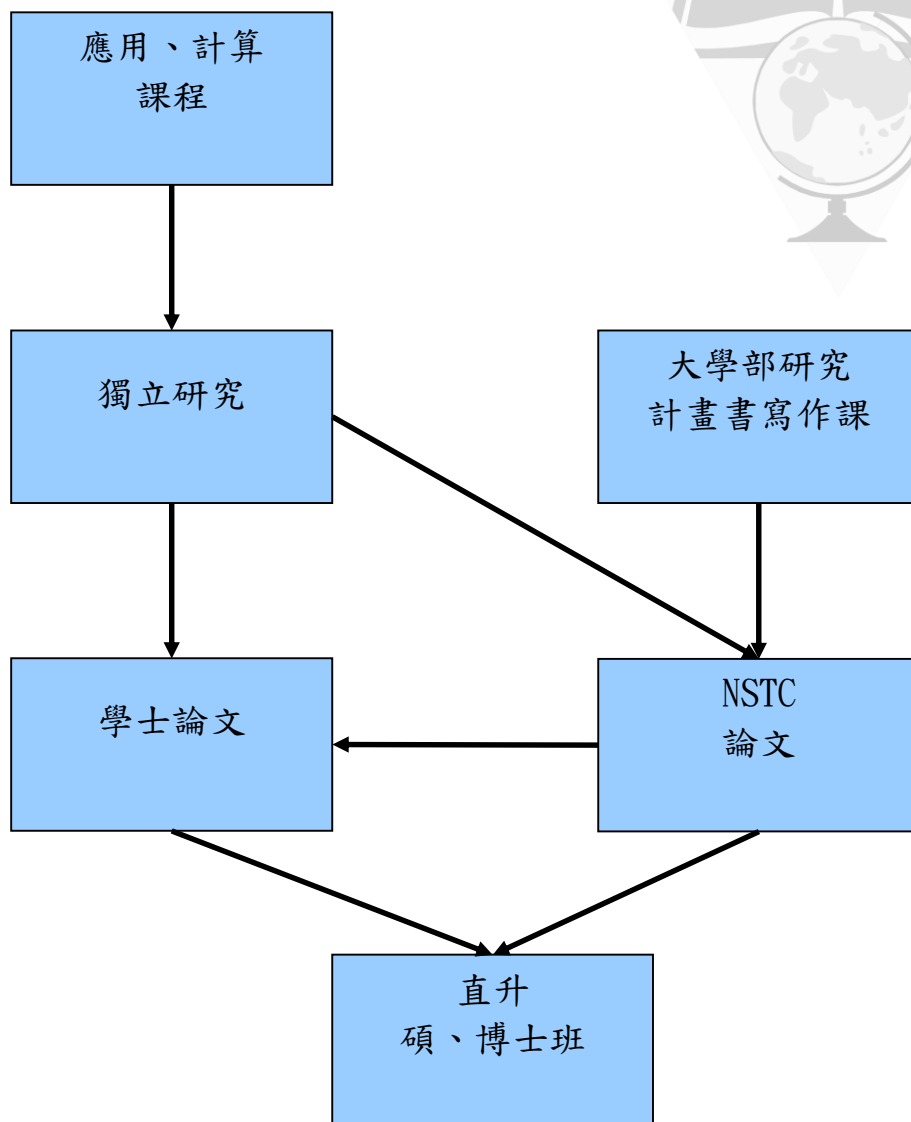 應用、計算
課程
獨立研究
大學部研究
計畫書寫作課
學士論文
NSTC
論文
直升
碩、博士班